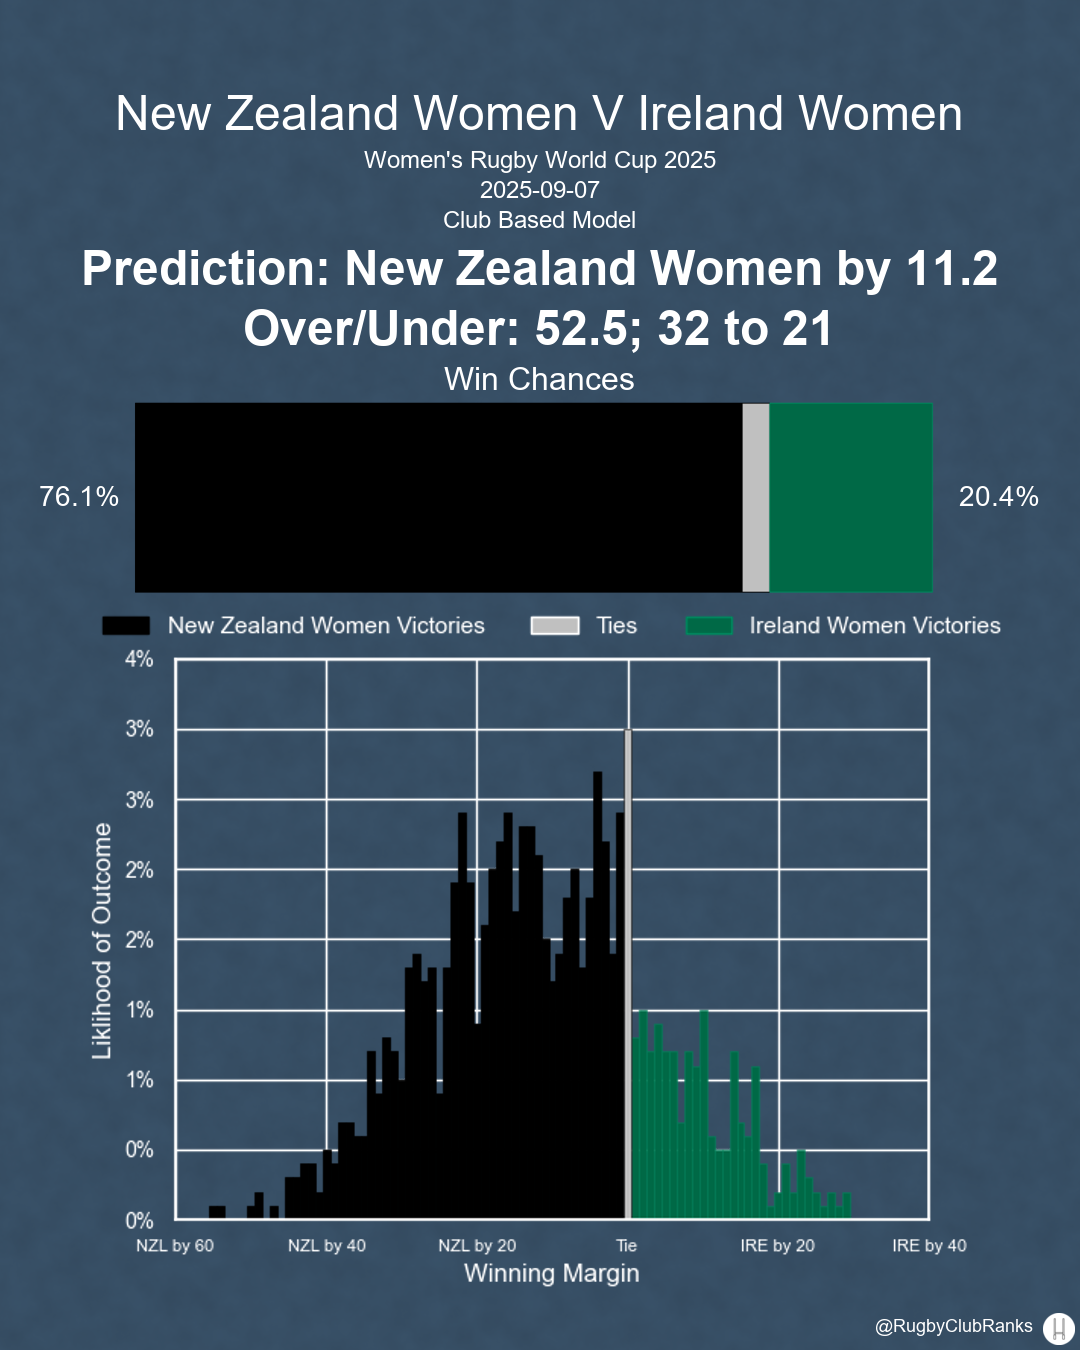 New Zealand Women V Ireland Women
Women's Rugby World Cup 2025
2025-09-07
Club Based Model
Prediction: New Zealand Women by 11.2
Over/Under: 52.5; 32 to 21
Win Chances
76.1%
20.4%
New Zealand Women Victories
Ties
Ireland Women Victories
4%
3%
3%
2%
2%
1%
1%
0%
0%
Liklihood of Outcome
NZL by 60
NZL by 40
NZL by 20
Tie
IRE by 20
IRE by 40
Winning Margin
@RugbyClubRanks